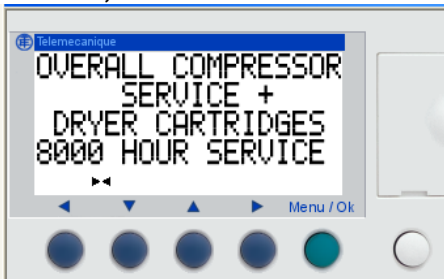 Telemecanique
OVERALL COMPRESSOR
SERVICE +
DRYER CARTRIDGES
8000 HOUR SERVICE
Menu / Ok